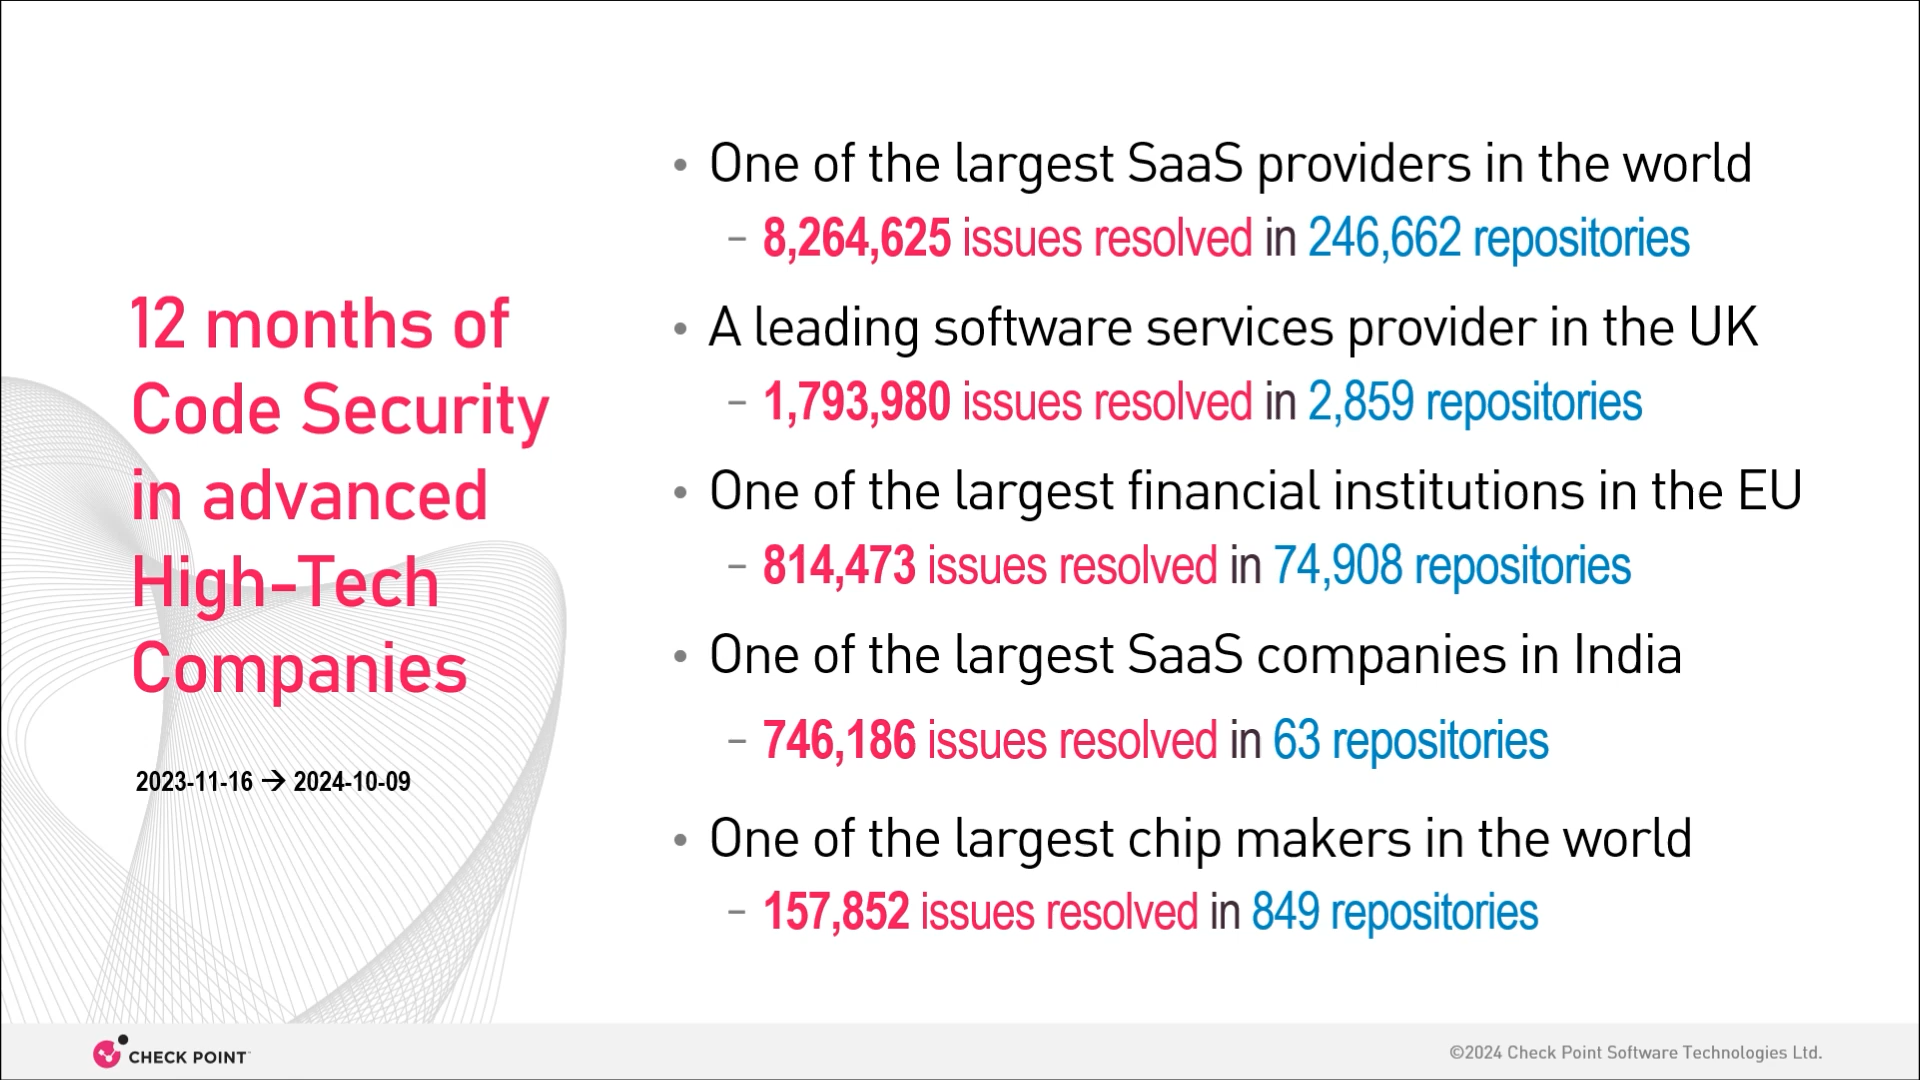 12 months of
Code Security
in advanced
High-Tech
Companies
2023-11-16 → 2024-10-09
• One of the largest SaaS providers in the world
– 8,264,625 issues resolved in 246,662 repositories
• A leading software services provider in the UK
– 1,793,980 issues resolved in 2,859 repositories
• One of the largest financial institutions in the EU
– 814,473 issues resolved in 74,908 repositories
• One of the largest SaaS companies in India
– 746,186 issues resolved in 63 repositories
• One of the largest chip makers in the world
– 157,852 issues resolved in 849 repositories
CHECK POINT
©2024 Check Point Software Technologies Ltd.